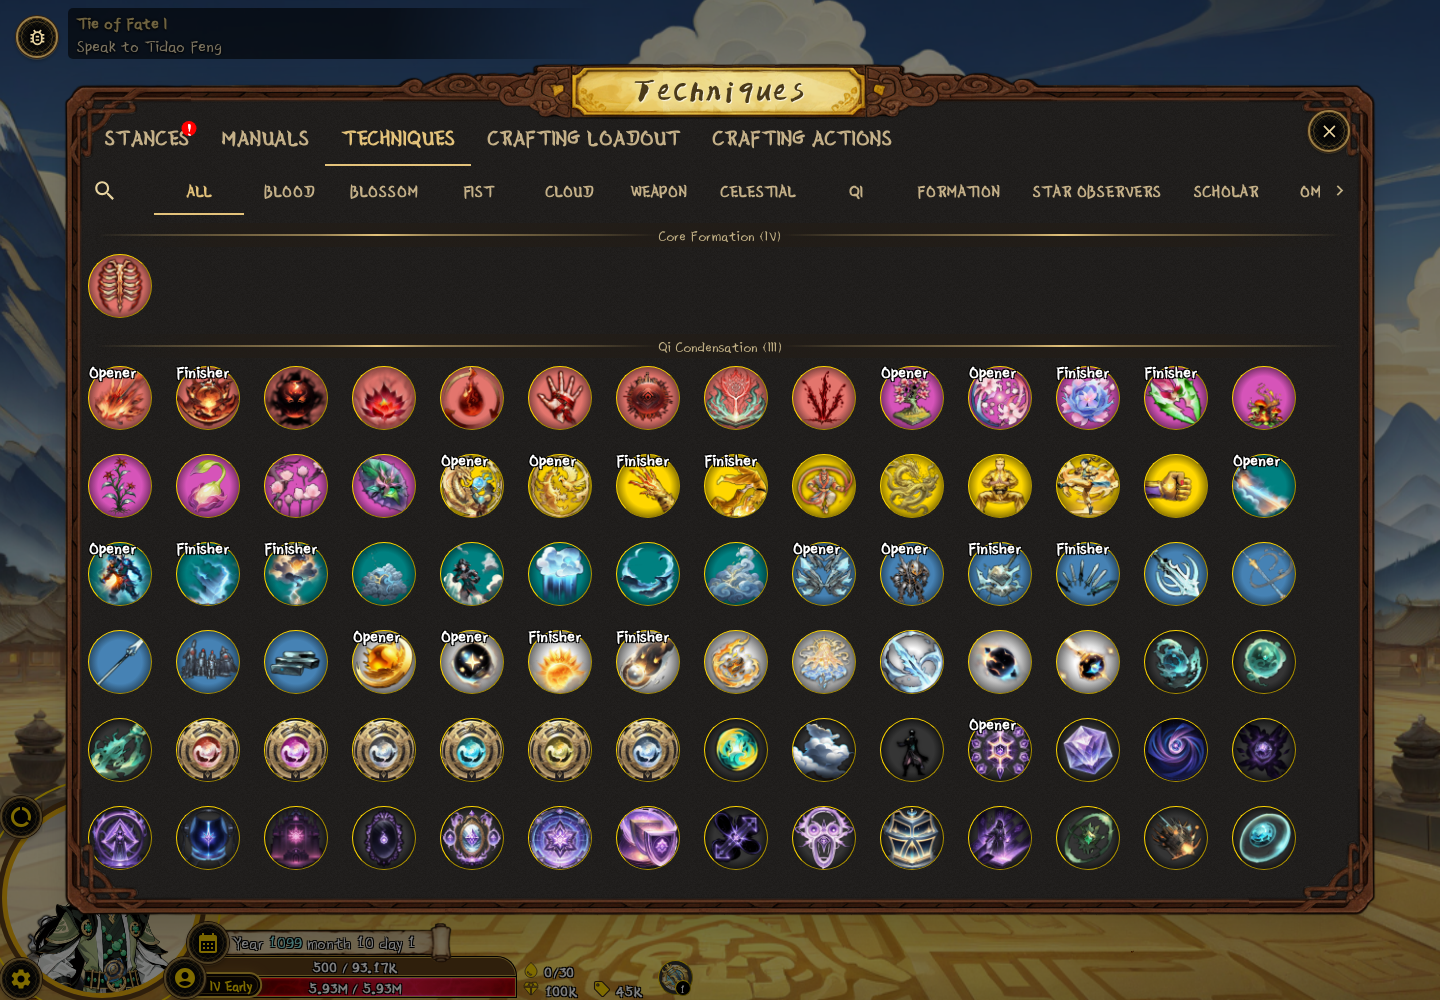 Tie of Fate I
Speak to Tidao Feng
Techniques
STANCES ! MANUALS TECHNIQUES CRAFTING LOADOUT CRAFTING ACTIONS
ALL BLOOD BLOSSOM FIST CLOUD WEAPON CELESTIAL QI FORMATION STAR OBSERVERS SCHOLAR OM
Core Formation (IV)
Qi Condensation (III)
Opener Finisher Opener Opener Finisher Finisher
Opener Opener Finisher Finisher Opener
Opener Finisher Finisher Opener Opener Finisher Finisher
Opener Opener Finisher Finisher
Opener
Year 1099 month 10 day 1
500 / 93.17K
0/30
IV Early
5.93M / 5.93M
100K
45K
f